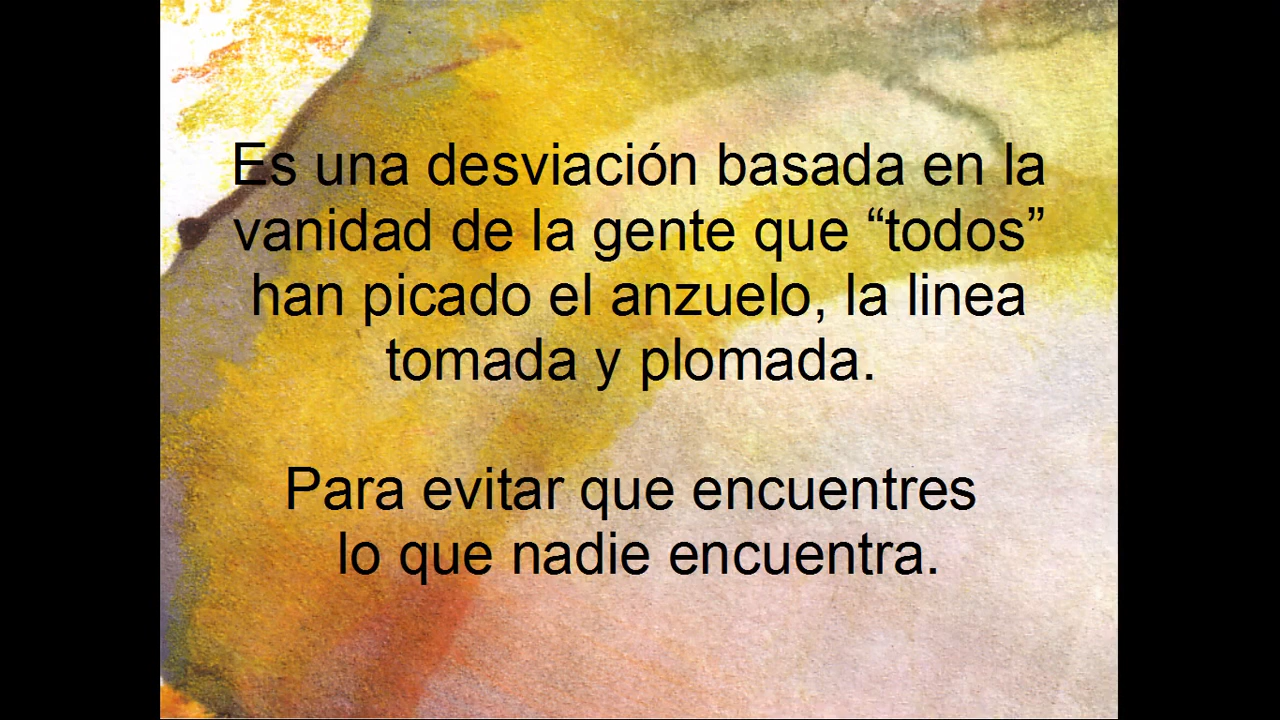 Es una desviación basada en la
vanidad de la gente que “todos”
han picado el anzuelo, la linea
tomada y plomada.
Para evitar que encuentres
lo que nadie encuentra.